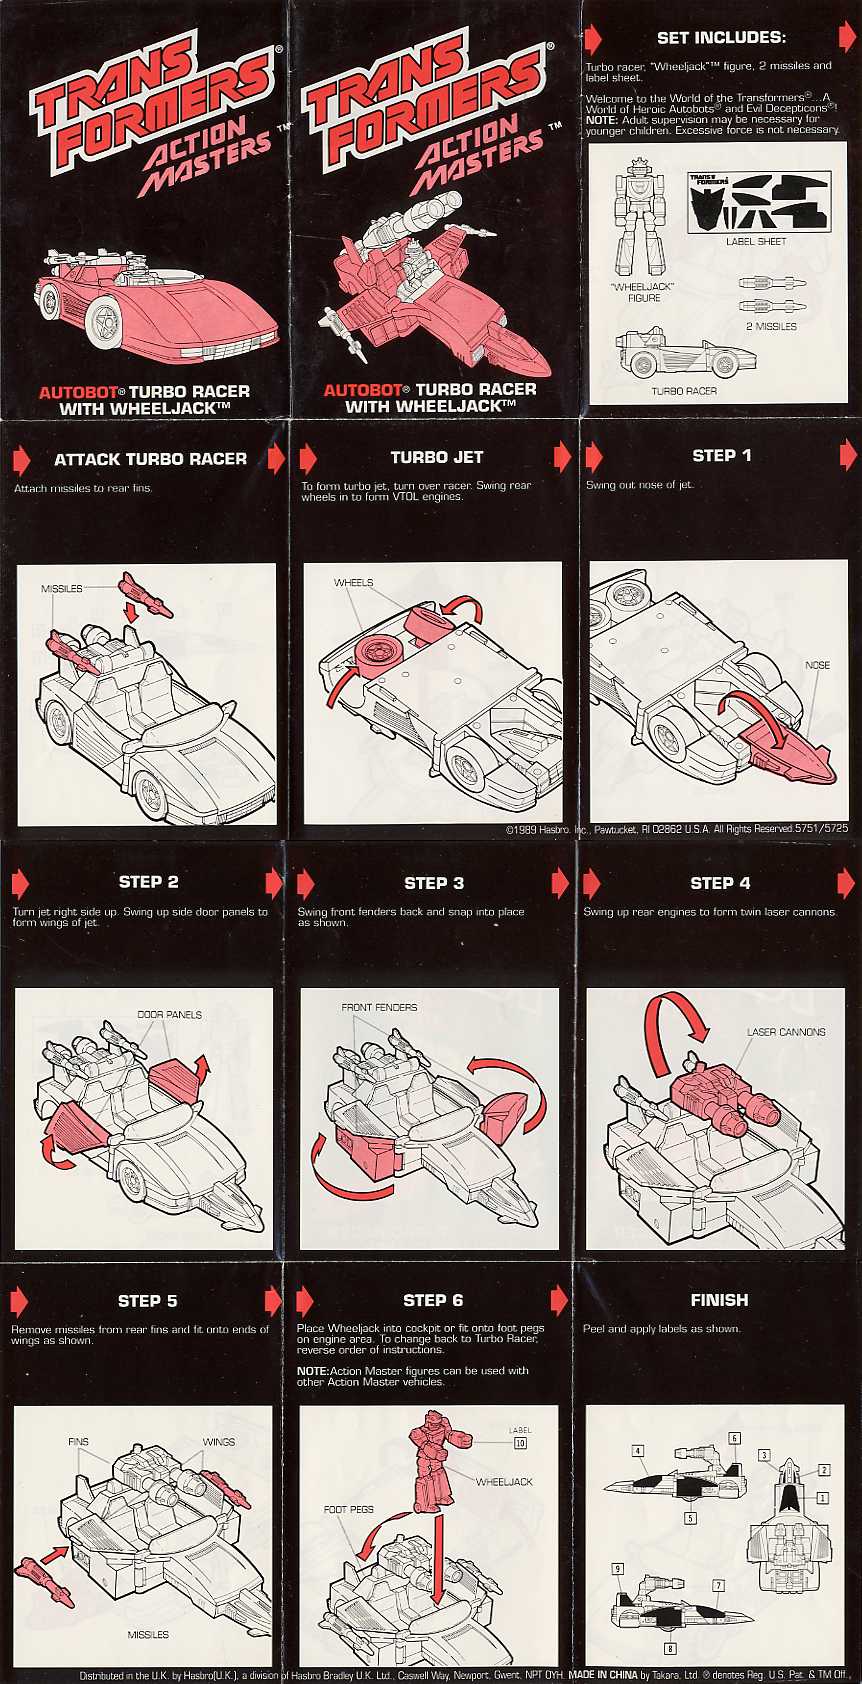 TRANS
FORMERS®
ACTION
MASTERS™
AUTOBOT® TURBO RACER
WITH WHEELJACK™
TRANS
FORMERS®
ACTION
MASTERS™
AUTOBOT® TURBO RACER
WITH WHEELJACK™
SET INCLUDES:
Turbo racer, "Wheeljack"™ figure, 2 missiles and
label sheet.
Welcome to the World of the Transformers®...A
World of Heroic Autobots® and Evil Decepticons®!
NOTE: Adult supervision may be necessary for
younger children. Excessive force is not necessary.
TRANS
FORMERS
LABEL SHEET
"WHEELJACK"
FIGURE
2 MISSILES
TURBO RACER
ATTACK TURBO RACER
Attach missiles to rear fins.
MISSILES
TURBO JET
To form turbo jet, turn over racer. Swing rear
wheels in to form VTOL engines.
WHEELS
STEP 1
Swing out nose of jet.
NOSE
©1989 Hasbro. Inc., Pawtucket, RI 02862 U.S.A. All Rights Reserved.5751/5725
STEP 2
Turn jet right side up. Swing up side door panels to
form wings of jet.
DOOR PANELS
STEP 3
Swing front fenders back and snap into place
as shown.
FRONT FENDERS
STEP 4
Swing up rear engines to form twin laser cannons.
LASER CANNONS
STEP 5
Remove missiles from rear fins and fit onto ends of
wings as shown.
FINS
WINGS
MISSILES
STEP 6
Place Wheeljack into cockpit or fit onto foot pegs
on engine area. To change back to Turbo Racer,
reverse order of instructions.
NOTE:Action Master figures can be used with
other Action Master vehicles.
LABEL
10
WHEELJACK
FOOT PEGS
FINISH
Peel and apply labels as shown.
4
6
5
3
2
1
9
7
8
Distributed in the U.K. by Hasbro(U.K.), a division of Hasbro Bradley U.K. Ltd., Caswell Way, Newport, Gwent, NPT OYH. MADE IN CHINA by Takara, Ltd. ® denotes Reg. U.S. Pat. & TM Off.